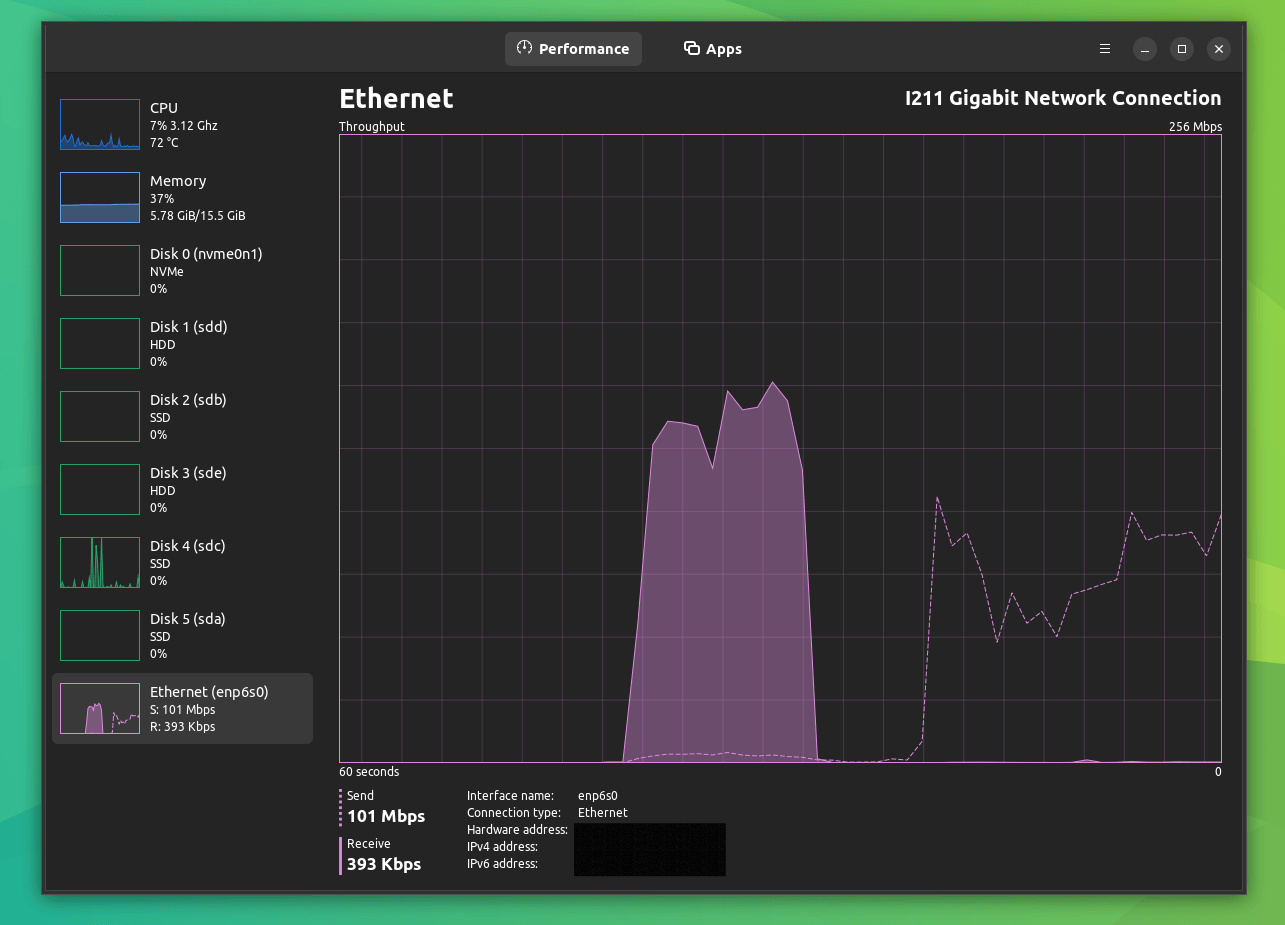 Performance
Apps
CPU
7% 3.12 Ghz
72 °C
Memory
37%
5.78 GiB/15.5 GiB
Disk 0 (nvme0n1)
NVMe
0%
Disk 1 (sdd)
HDD
0%
Disk 2 (sdb)
SSD
0%
Disk 3 (sde)
HDD
0%
Disk 4 (sdc)
SSD
0%
Disk 5 (sda)
SSD
0%
Ethernet (enp6s0)
S: 101 Mbps
R: 393 Kbps
Ethernet
I211 Gigabit Network Connection
Throughput
256 Mbps
60 seconds
0
Send
101 Mbps
Receive
393 Kbps
Interface name: enp6s0
Connection type: Ethernet
Hardware address:
IPv4 address:
IPv6 address: